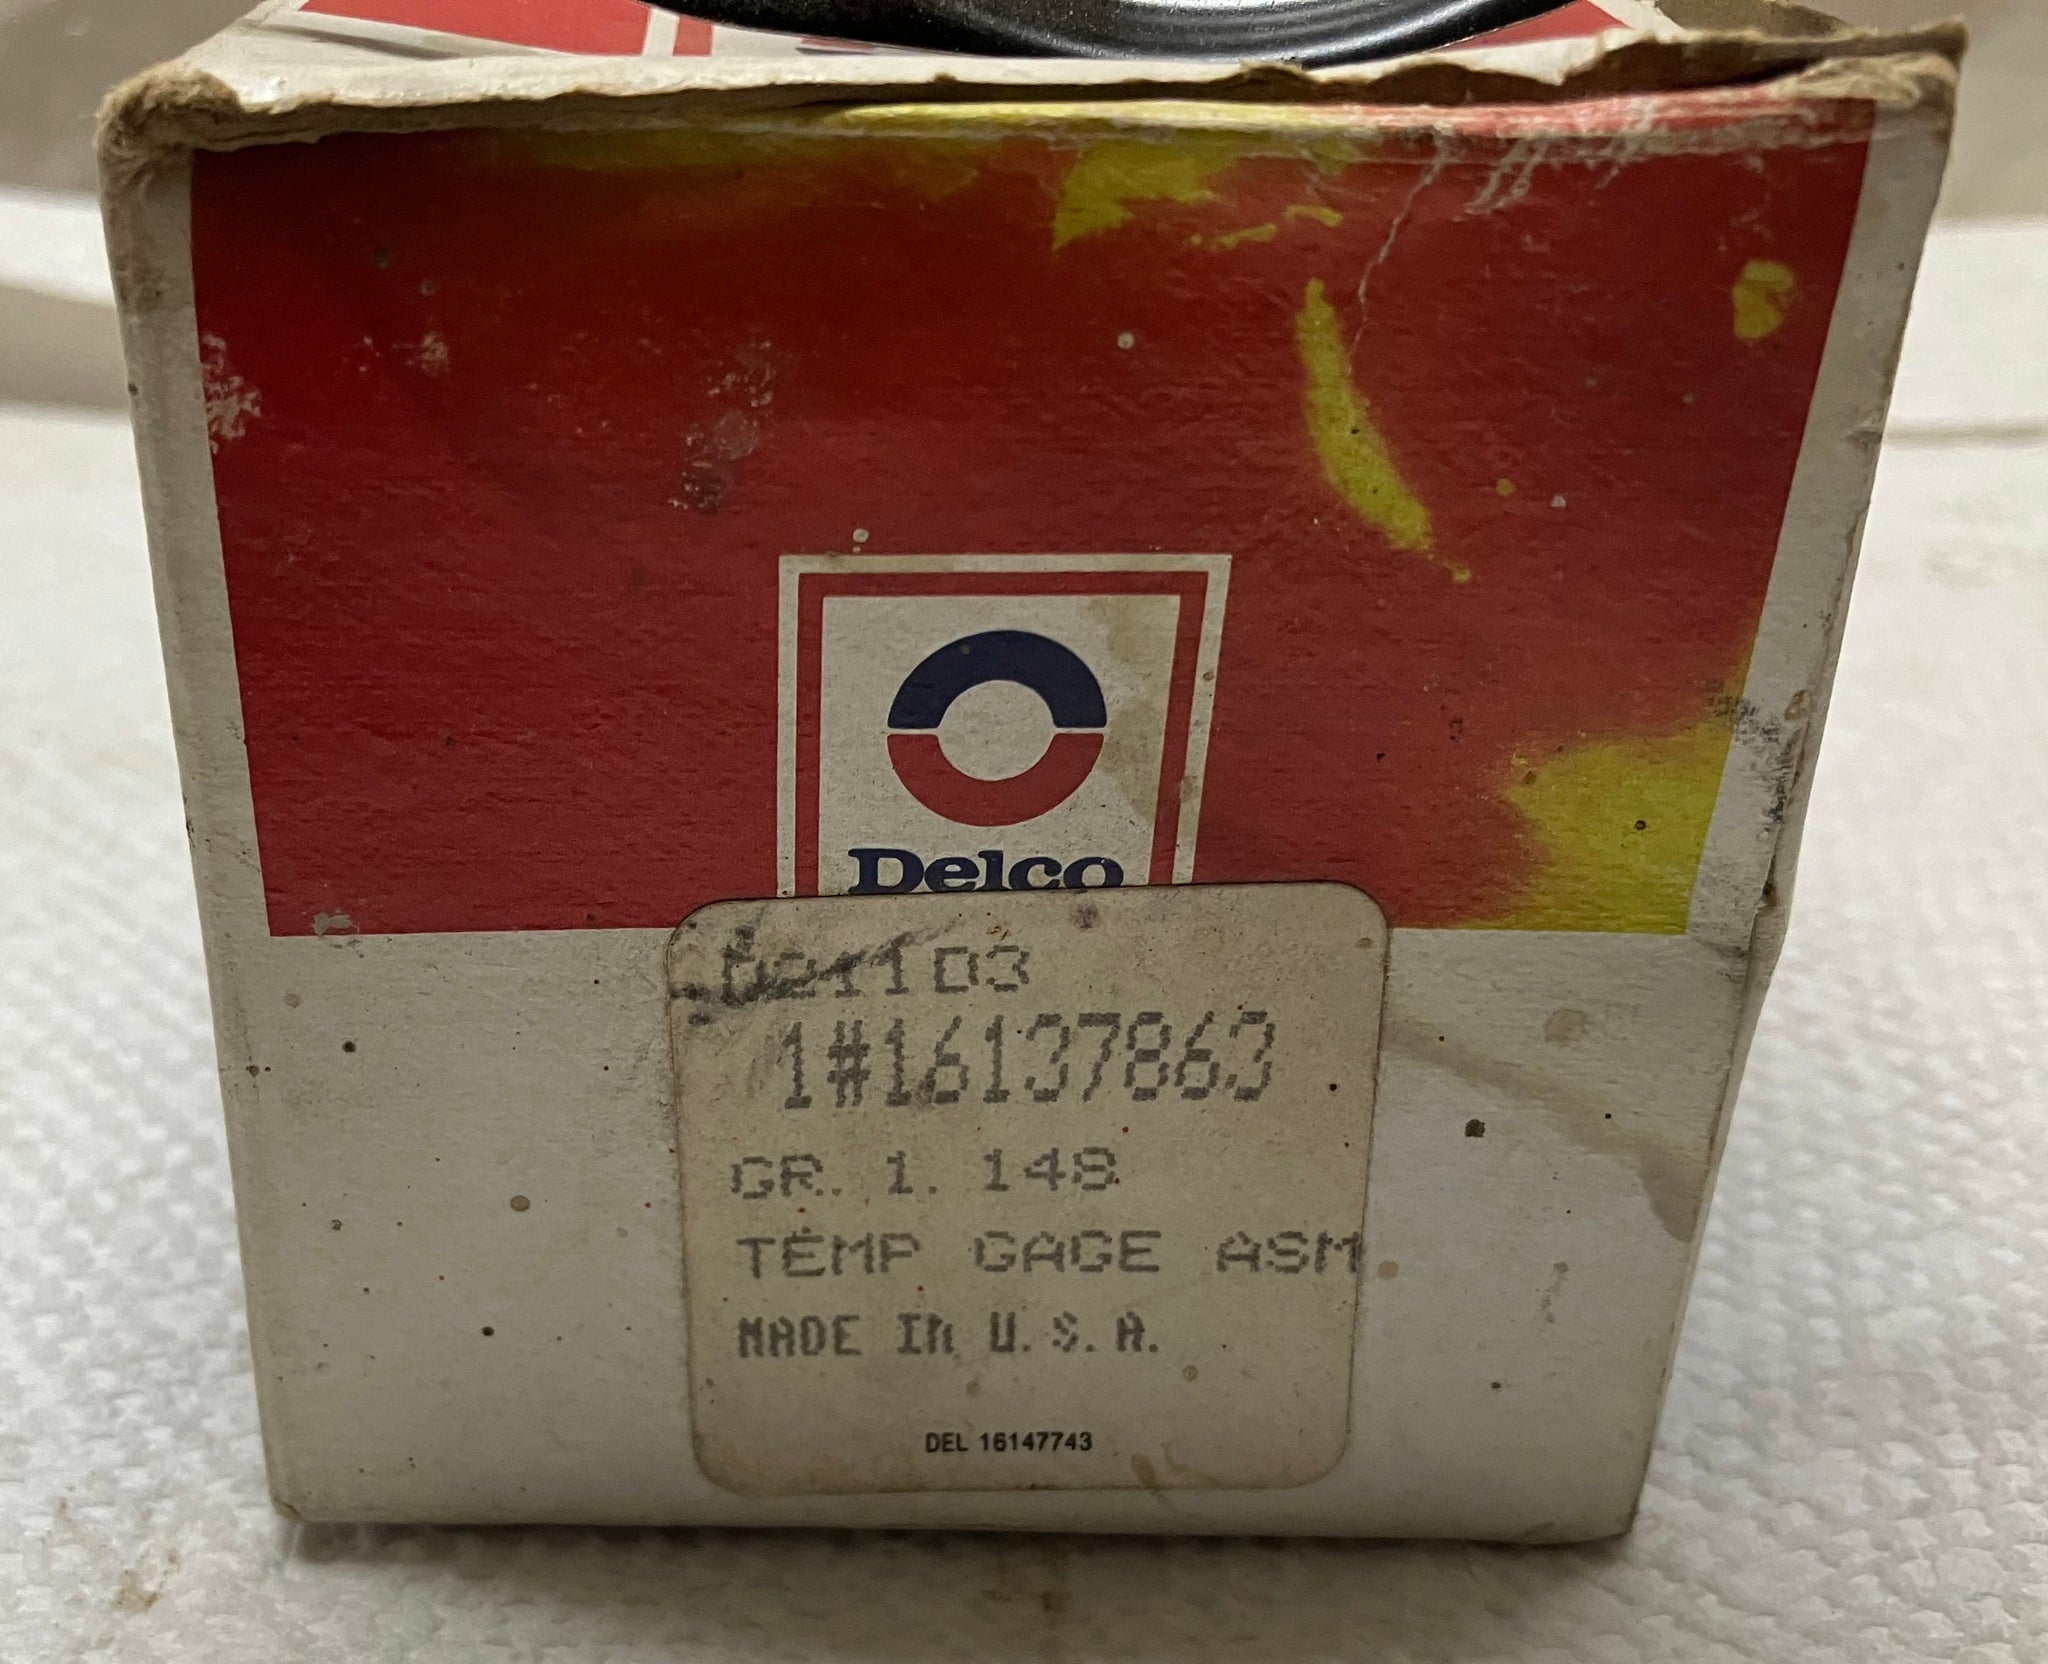 Delco
1#16137863
GR. 1. 148
TEMP GAGE ASM
MADE IN U.S.A.
DEL 16147743